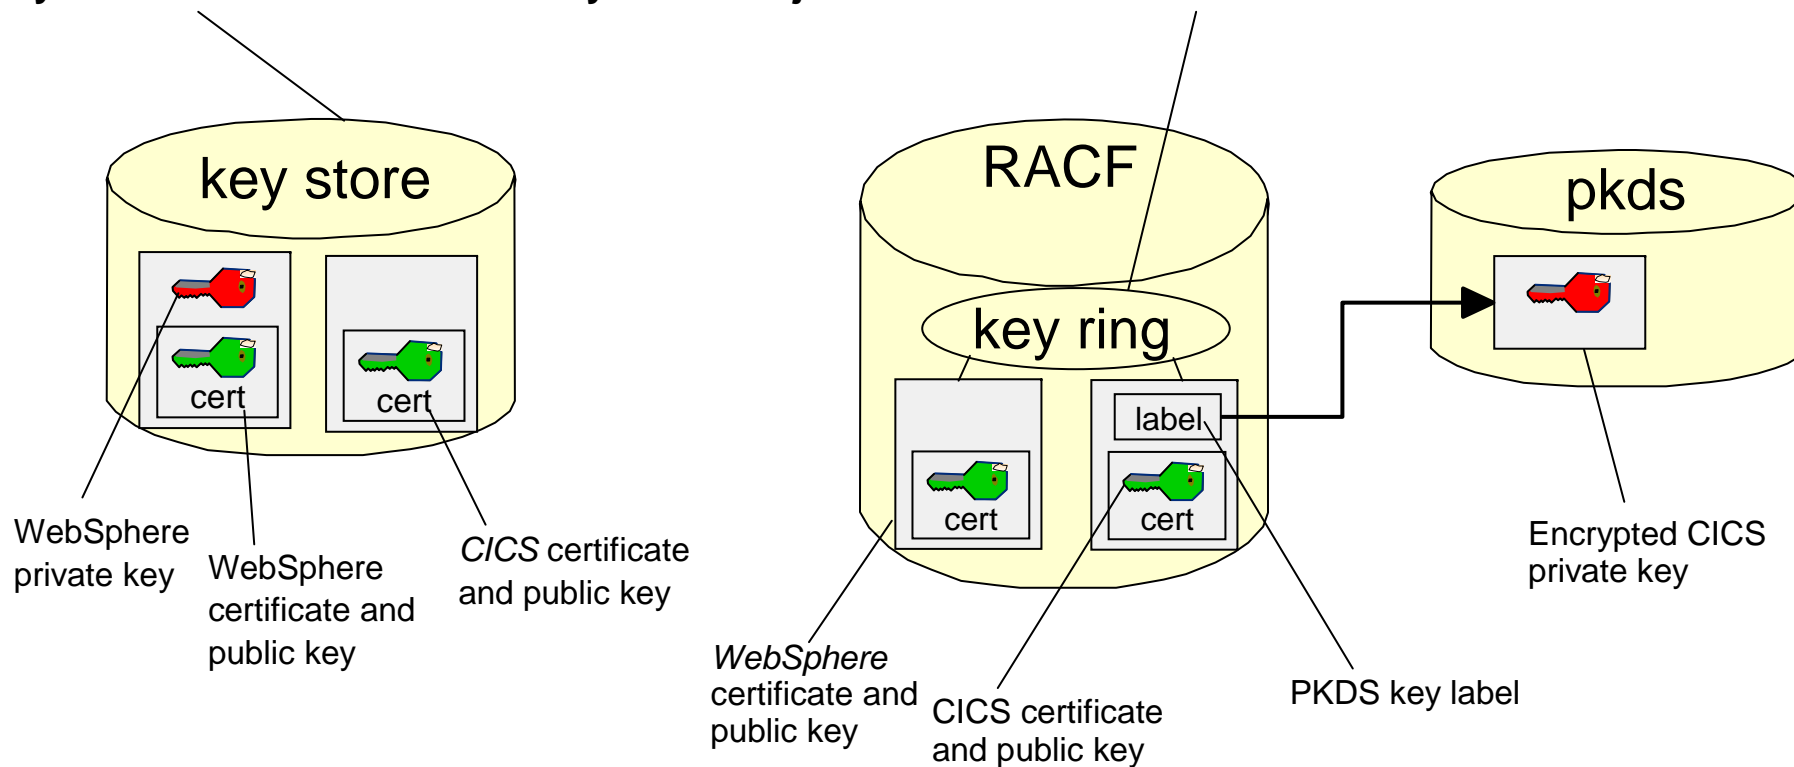 key store
cert
cert
WebSphere
private key
WebSphere
certificate and
public key
CICS certificate
and public key
RACF
key ring
label
cert
cert
WebSphere
certificate and
public key
CICS certificate
and public key
PKDS key label
pkds
Encrypted CICS
private key